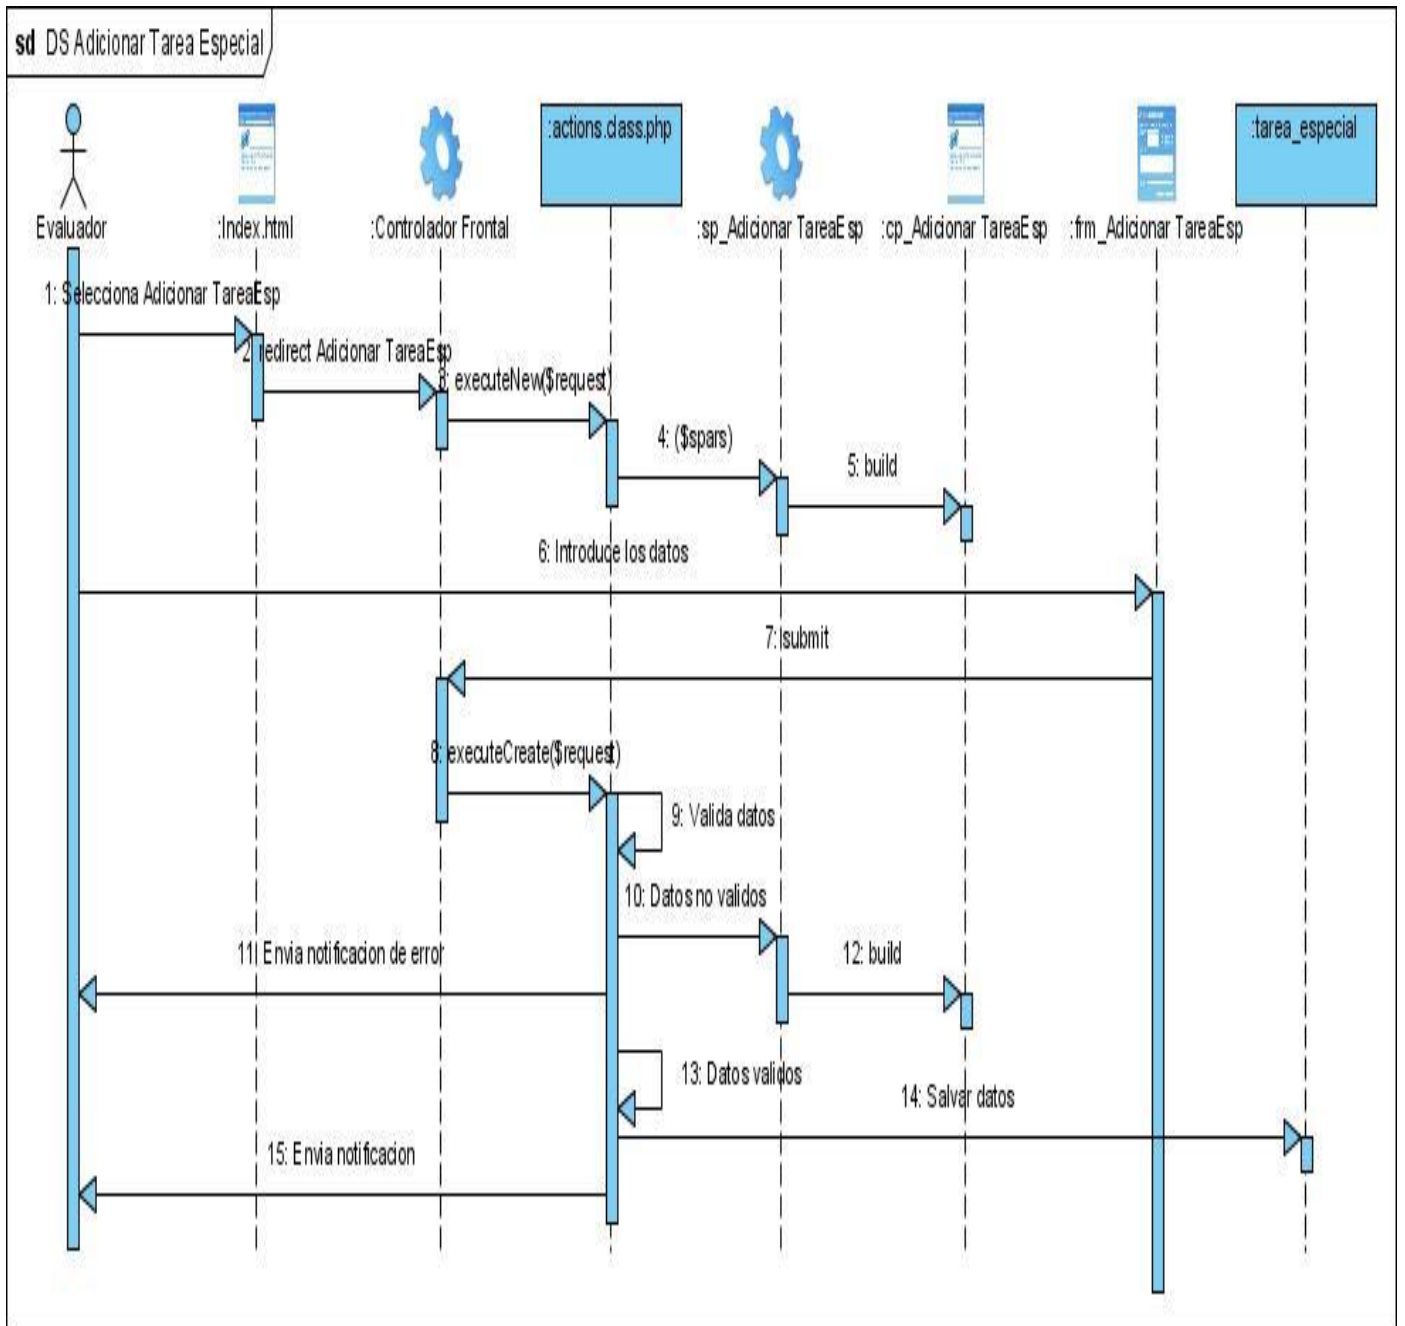 sd DS Adicionar Tarea Especial
:actions.class.php
:tarea_especial
Evaluador
:Index.html
:Controlador Frontal
:sp_Adicionar TareaEsp
:cp_Adicionar TareaEsp
:frm_Adicionar TareaEsp
1: Selecciona Adicionar TareaEsp
2: redirect Adicionar TareaEsp
3: executeNew($request)
4: ($spars)
5: build
6: Introduce los datos
7: submit
8: executeCreate($request)
9: Valida datos
10: Datos no validos
11: Envia notificacion de error
12: build
13: Datos validos
14: Salvar datos
15: Envia notificacion